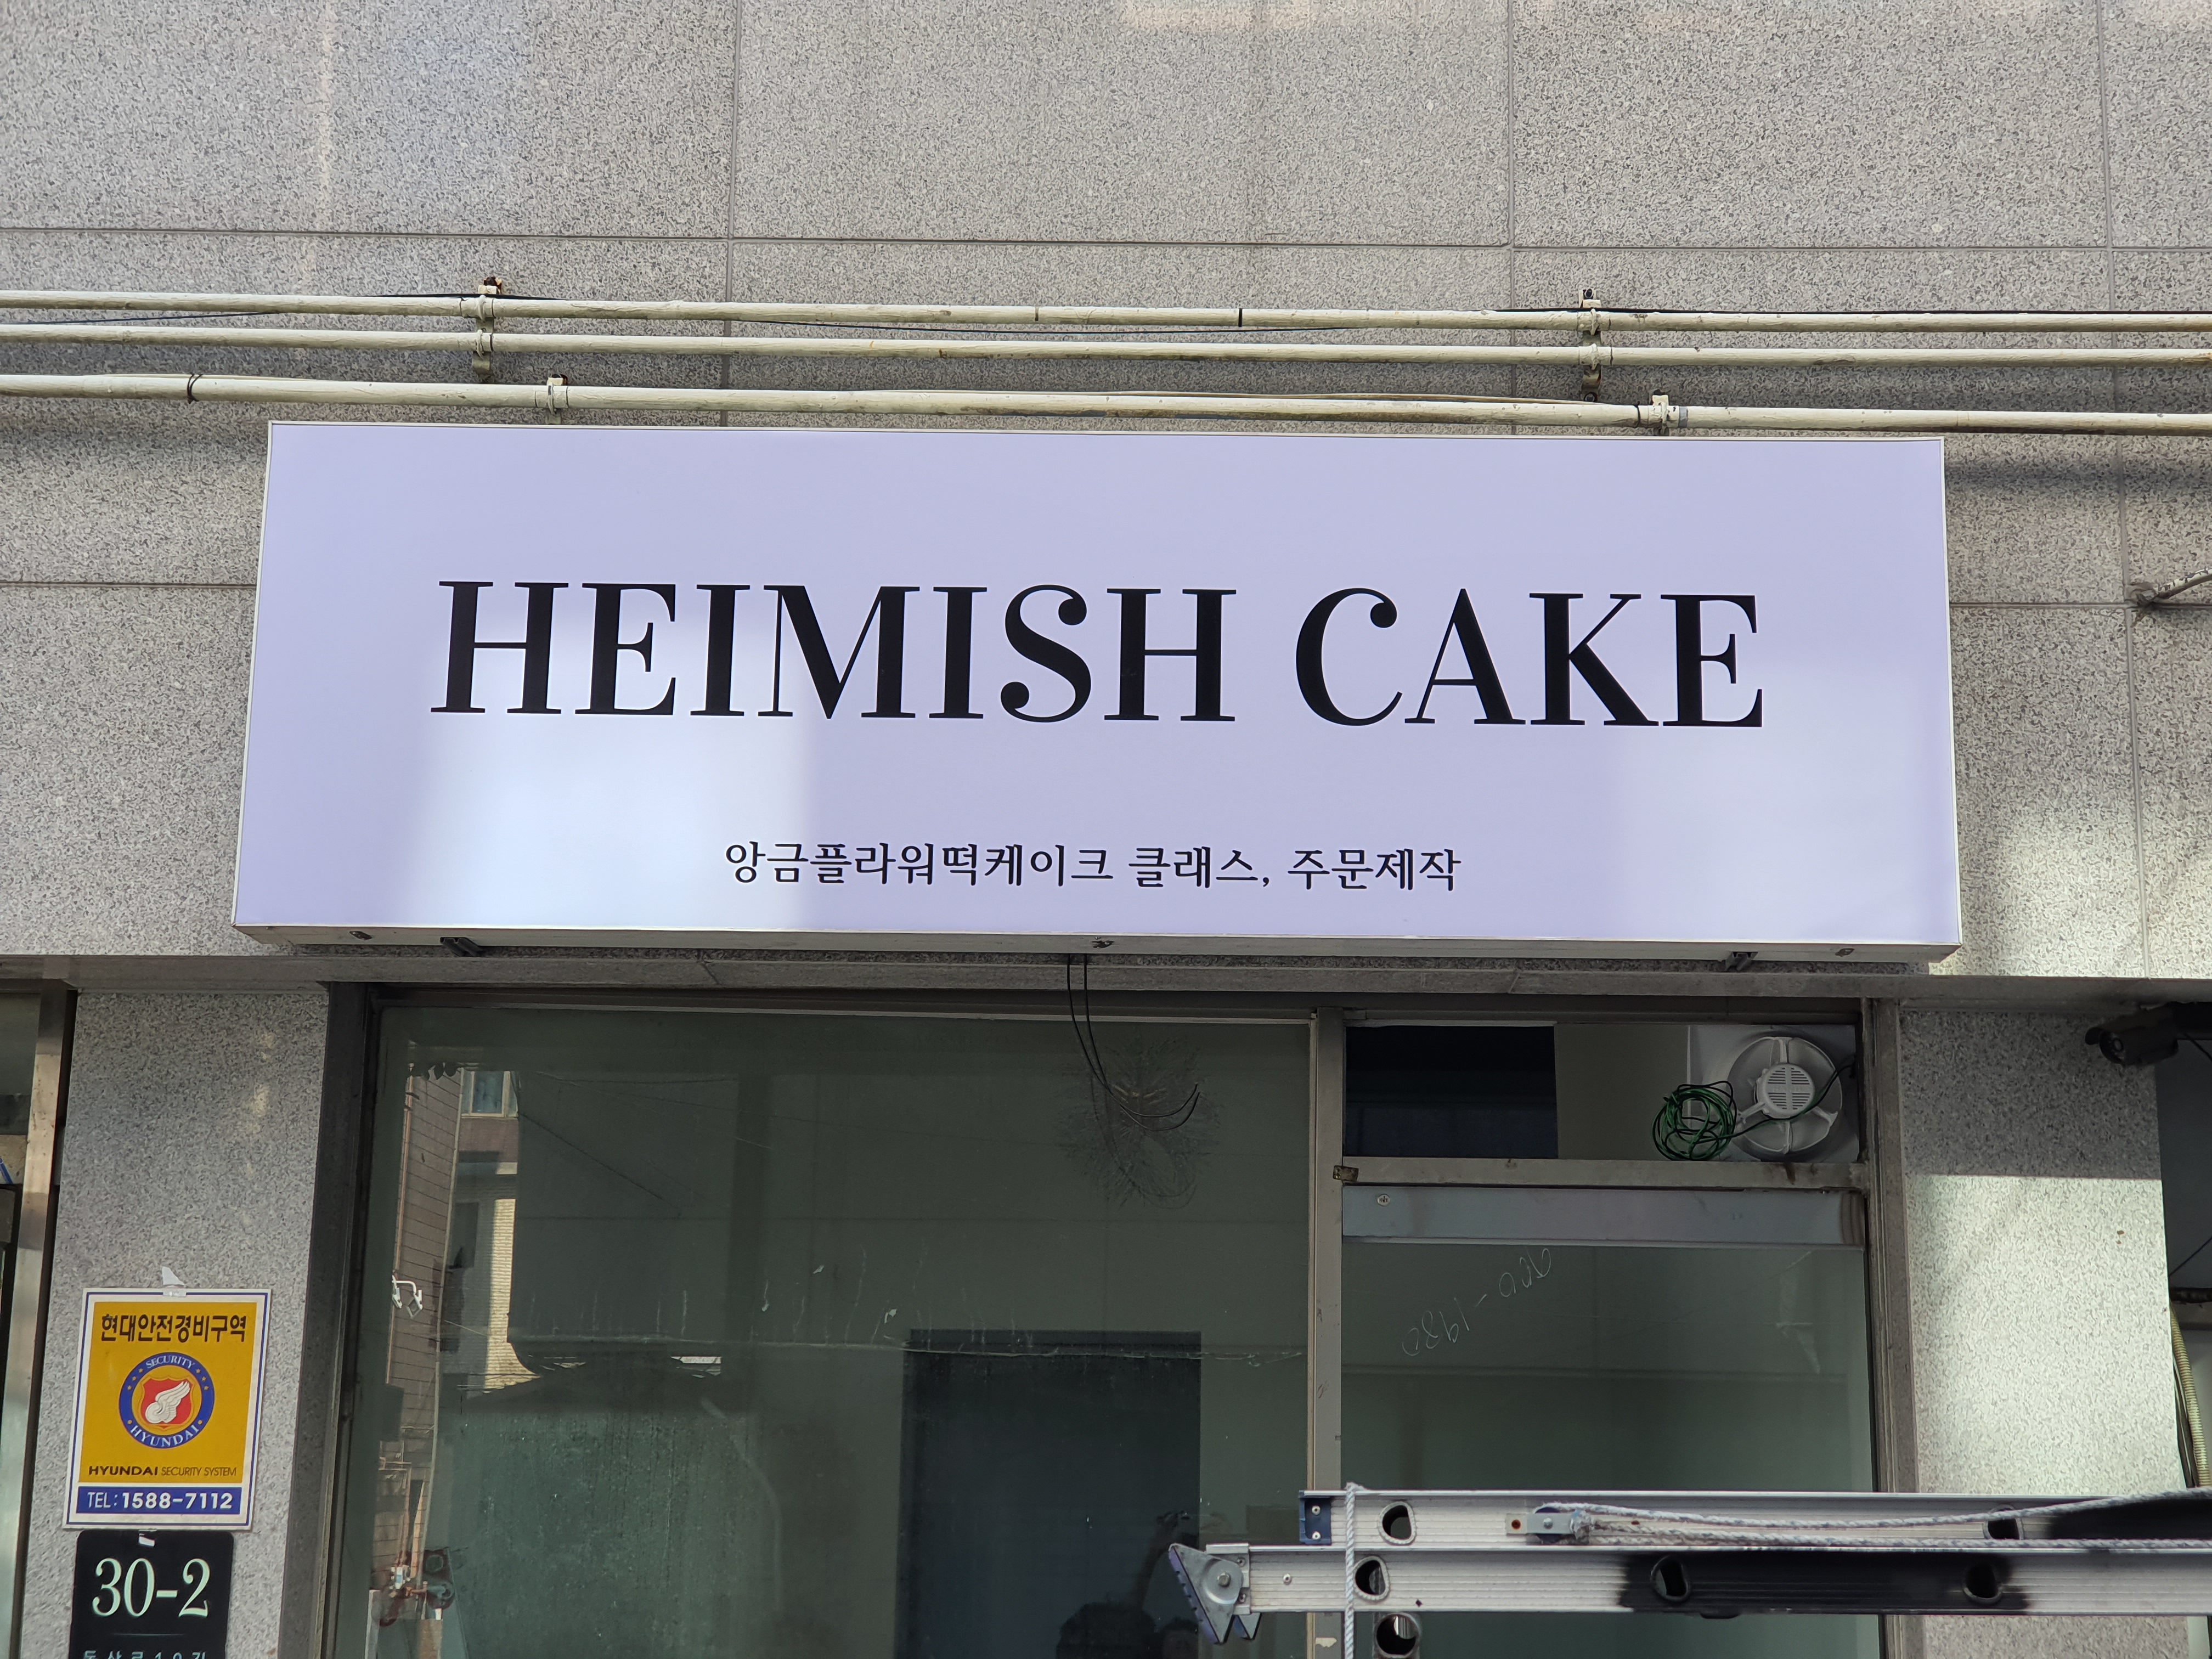 HEIMISH CAKE
앙금플라워떡케이크 클래스, 주문제작
현대안전경비구역
SECURITY
HYUNDAI
HYUNDAI SECURITY SYSTEM
TEL: 1588-7112
30-2